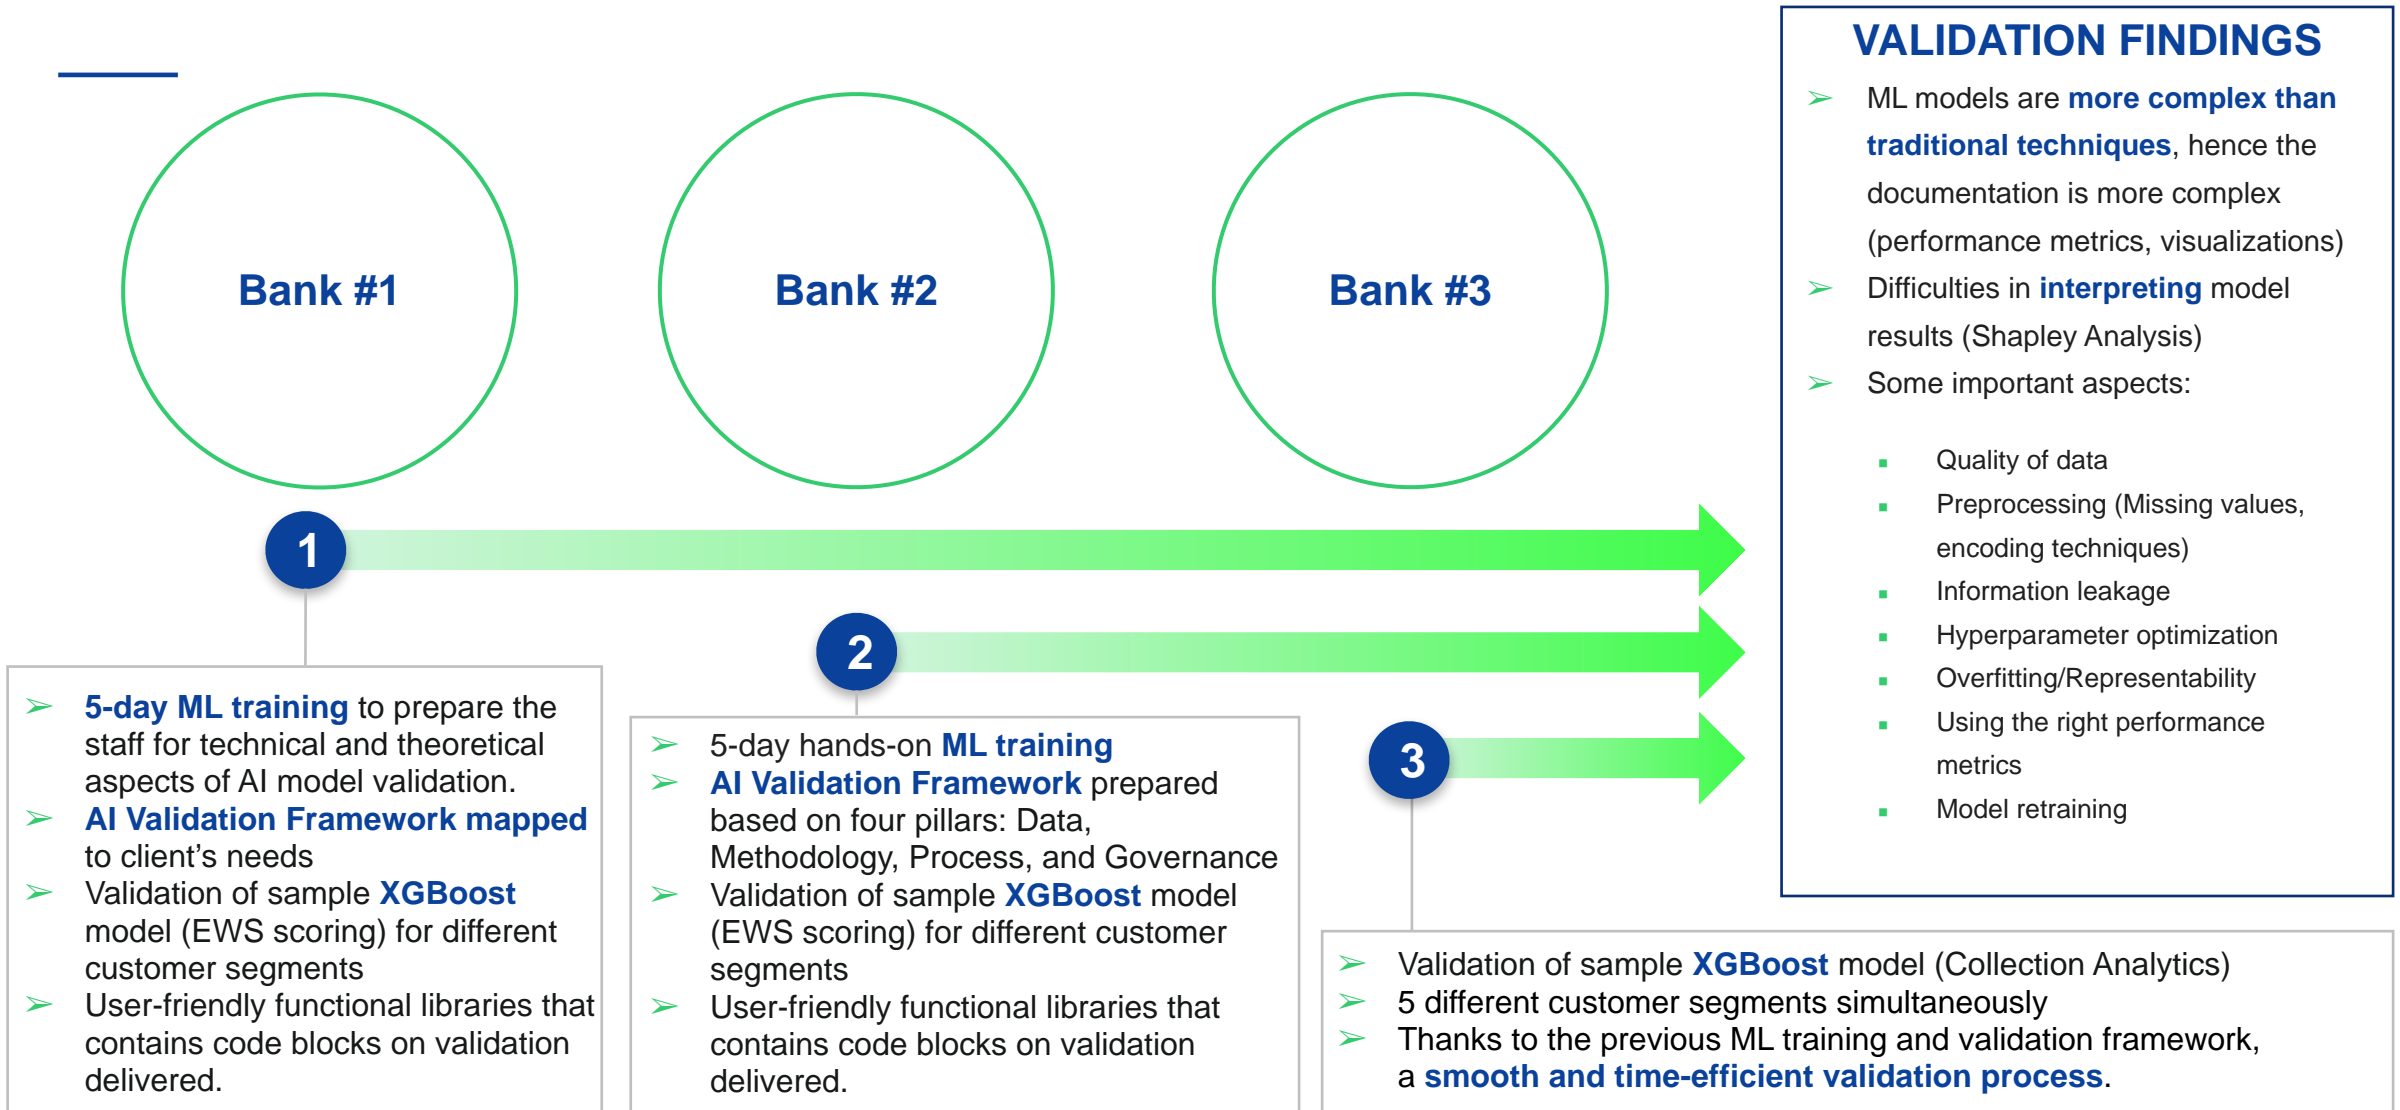 Bank #1
Bank #2
Bank #3
1
➢ 5-day ML training to prepare the
staff for technical and theoretical
aspects of AI model validation.
➢ AI Validation Framework mapped
to client’s needs
➢ Validation of sample XGBoost
model (EWS scoring) for different
customer segments
➢ User-friendly functional libraries that
contains code blocks on validation
delivered.
2
➢ 5-day hands-on ML training
➢ AI Validation Framework prepared
based on four pillars: Data,
Methodology, Process, and Governance
➢ Validation of sample XGBoost model
(EWS scoring) for different customer
segments
➢ User-friendly functional libraries that
contains code blocks on validation
delivered.
3
➢ Validation of sample XGBoost model (Collection Analytics)
➢ 5 different customer segments simultaneously
➢ Thanks to the previous ML training and validation framework,
a smooth and time-efficient validation process.
VALIDATION FINDINGS
➢ ML models are more complex than
traditional techniques, hence the
documentation is more complex
(performance metrics, visualizations)
➢ Difficulties in interpreting model
results (Shapley Analysis)
➢ Some important aspects:
▪ Quality of data
▪ Preprocessing (Missing values,
encoding techniques)
▪ Information leakage
▪ Hyperparameter optimization
▪ Overfitting/Representability
▪ Using the right performance
metrics
▪ Model retraining